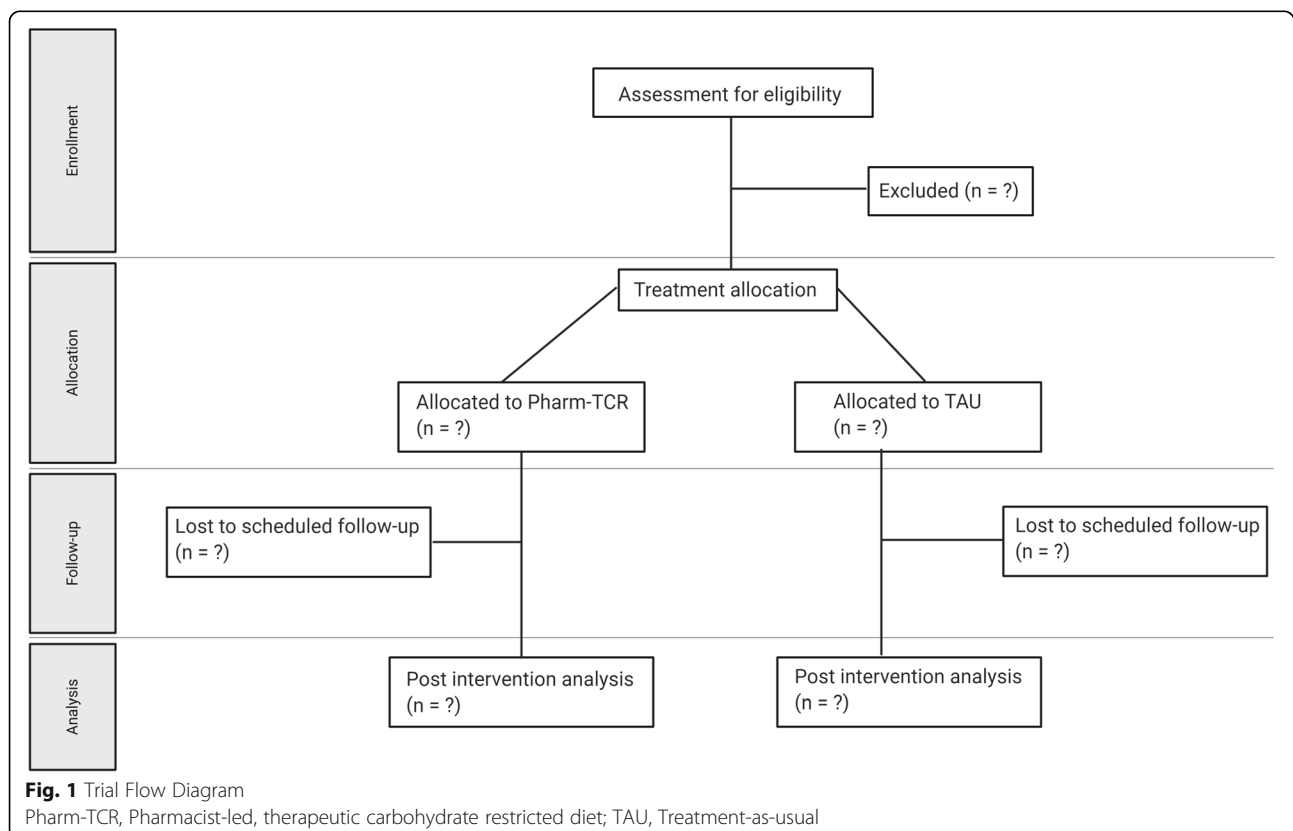 Enrollment
Assessment for eligibility
Excluded (n = ?)
Allocation
Treatment allocation
Allocated to Pharm-TCR
(n = ?)
Allocated to TAU
(n = ?)
Follow-up
Lost to scheduled follow-up
(n = ?)
Lost to scheduled follow-up
(n = ?)
Analysis
Post intervention analysis
(n = ?)
Post intervention analysis
(n = ?)
Fig. 1 Trial Flow Diagram
Pharm-TCR, Pharmacist-led, therapeutic carbohydrate restricted diet; TAU, Treatment-as-usual